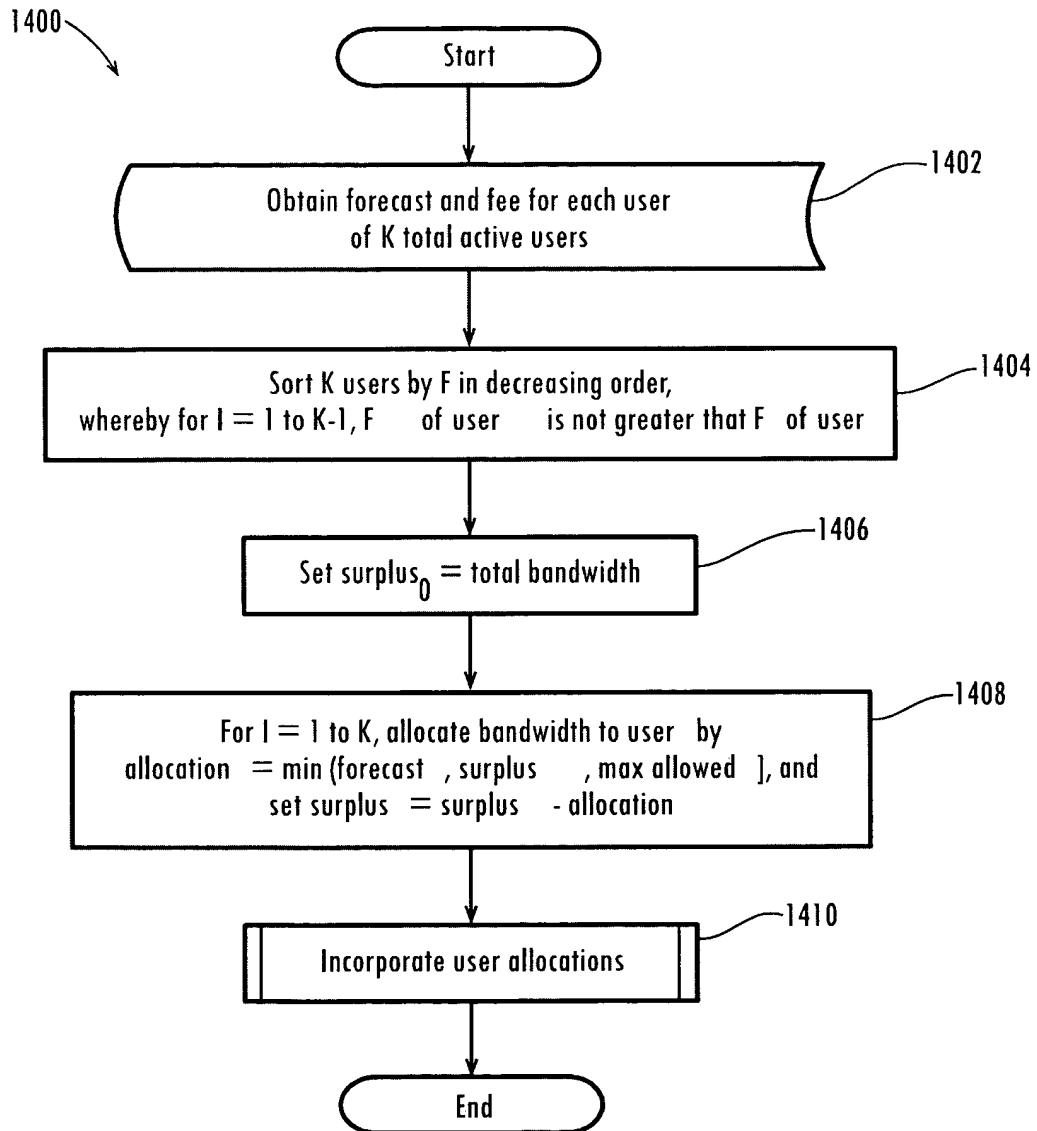 1400
Start
1402
Obtain forecast and fee for each user
of K total active users
1404
Sort K users by F in decreasing order,
whereby for I = 1 to K-1, F of user is not greater that F of user
1406
Set surplus₀ = total bandwidth
1408
For I = 1 to K, allocate bandwidth to user by
allocation = min (forecast , surplus , max allowed ], and
set surplus = surplus - allocation
1410
Incorporate user allocations
End